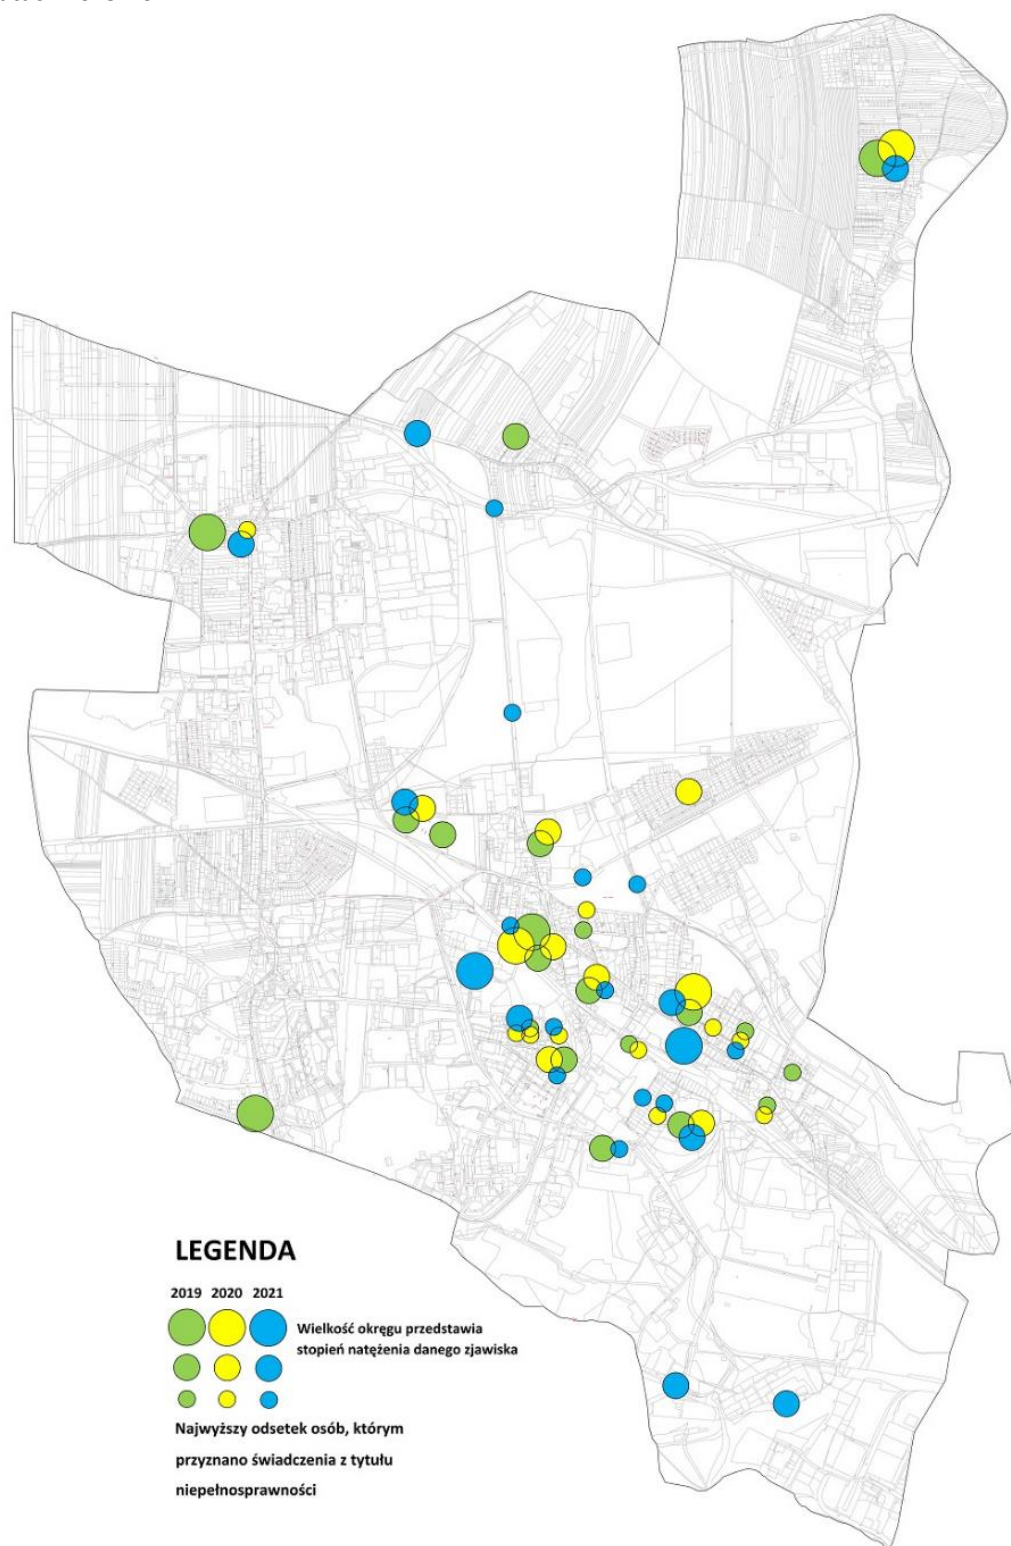 LEGENDA
2019 2020 2021
Wielkość okręgu przedstawia
stopień natężenia danego zjawiska
Najwyższy odsetek osób, którym
przyznano świadczenia z tytułu
niepełnosprawności